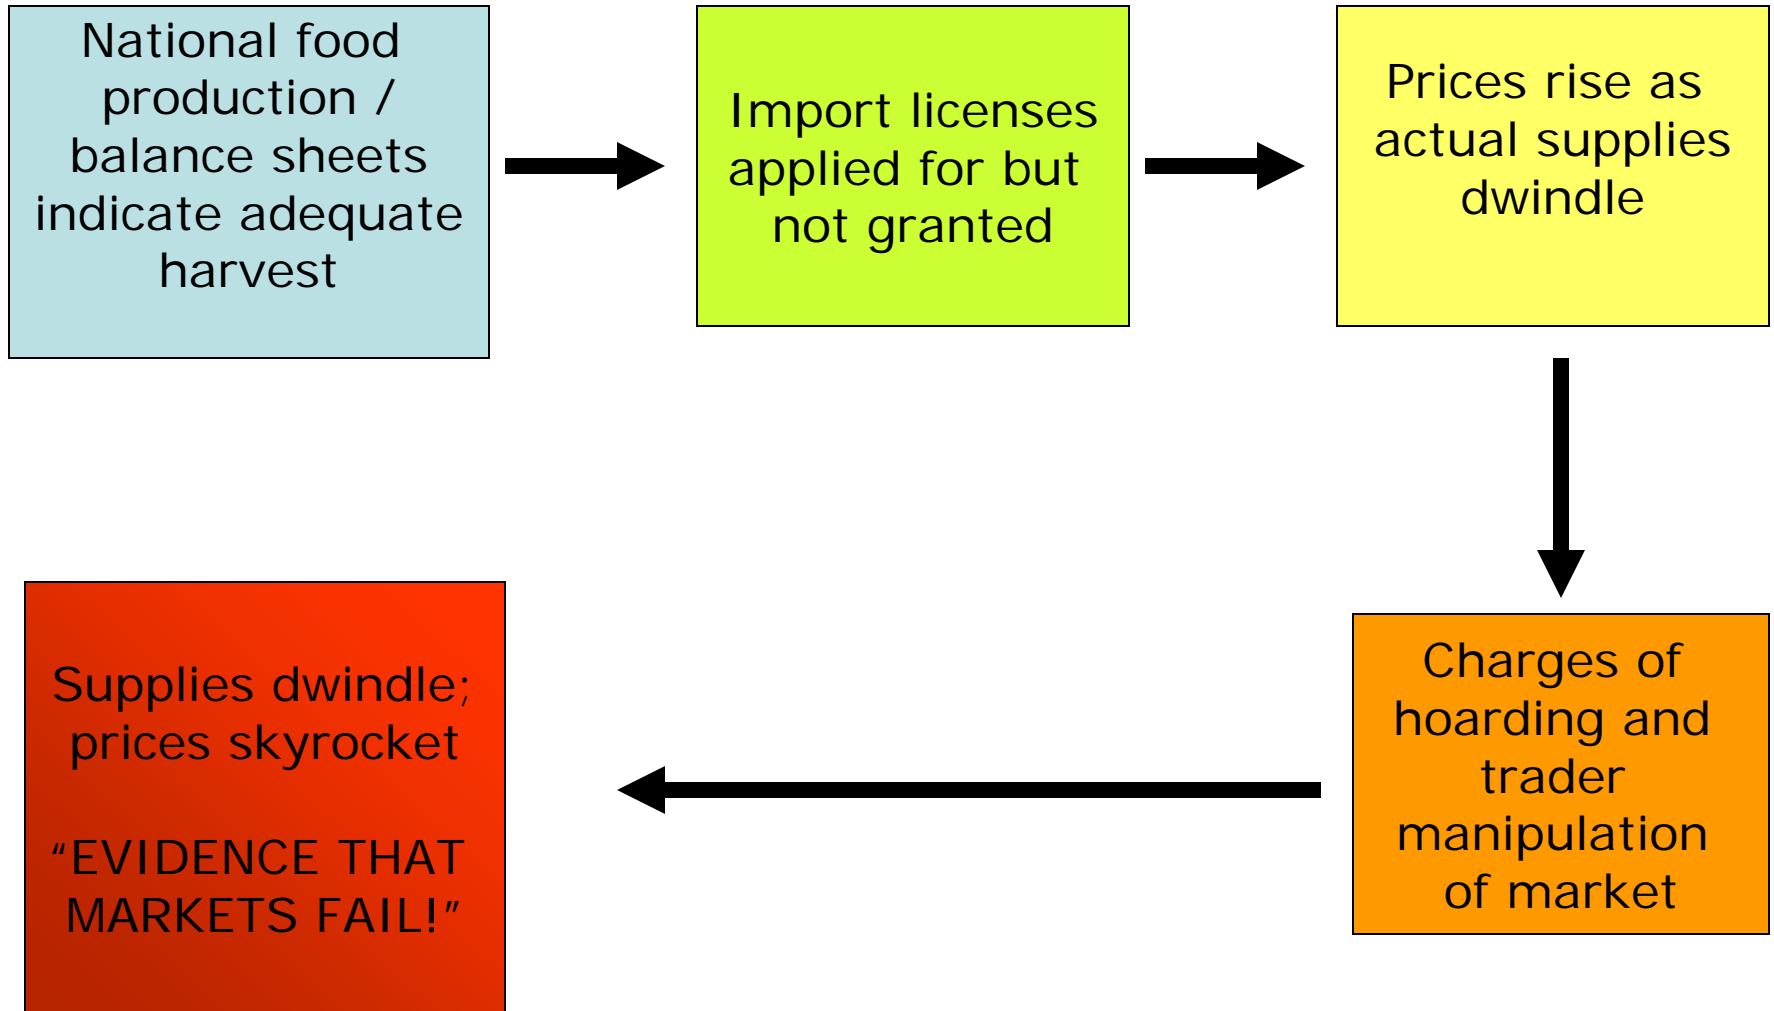 National food
production /
balance sheets
indicate adequate
harvest
Import licenses
applied for but
not granted
Prices rise as
actual supplies
dwindle
Charges of
hoarding and
trader
manipulation
of market
Supplies dwindle;
prices skyrocket
“EVIDENCE THAT
MARKETS FAIL!”